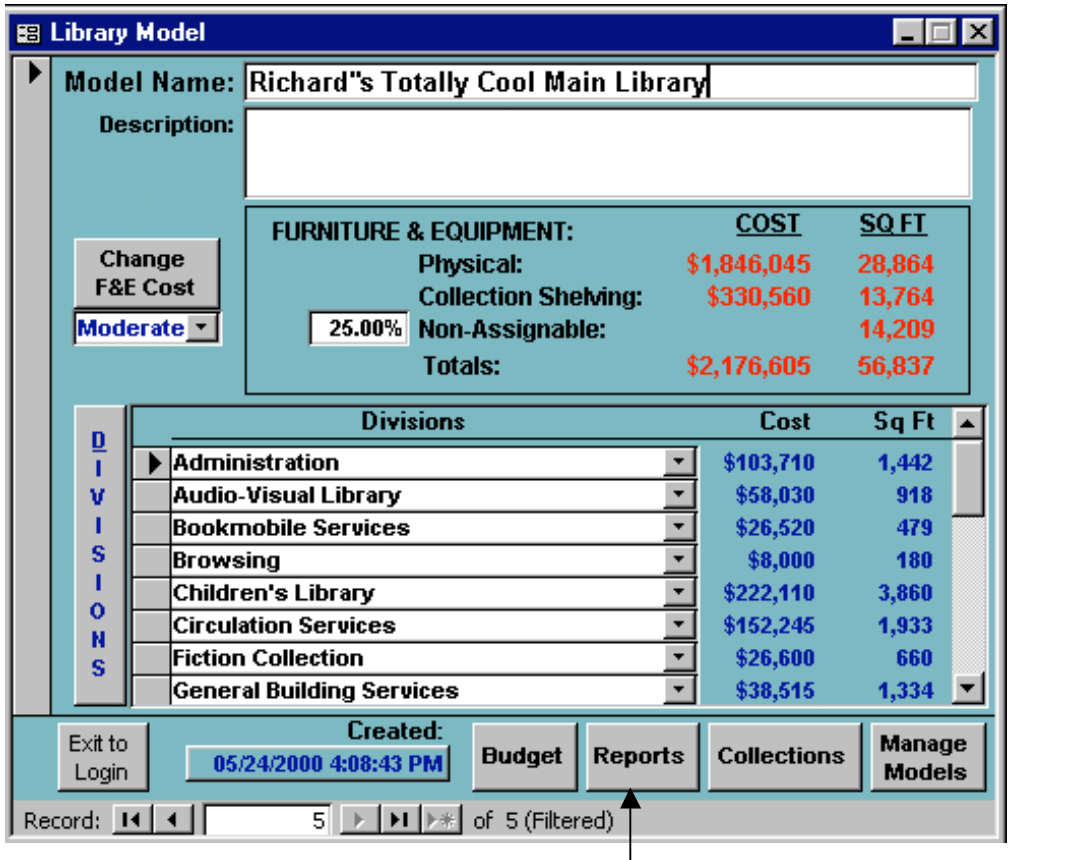 Library Model
Model Name: Richard"s Totally Cool Main Library
Description:
FURNITURE & EQUIPMENT: COST SQ FT
Change F&E Cost
Physical: $1,846,045 28,864
Collection Shelving: $330,560 13,764
Moderate 25.00% Non-Assignable: 14,209
Totals: $2,176,605 56,837
DIVISIONS
Divisions Cost Sq Ft
Administration $103,710 1,442
Audio-Visual Library $58,030 918
Bookmobile Services $26,520 479
Browsing $8,000 180
Children's Library $222,110 3,860
Circulation Services $152,245 1,933
Fiction Collection $26,600 660
General Building Services $38,515 1,334
Exit to Login
Created:
05/24/2000 4:08:43 PM
Budget Reports Collections Manage Models
Record: 5 of 5 (Filtered)